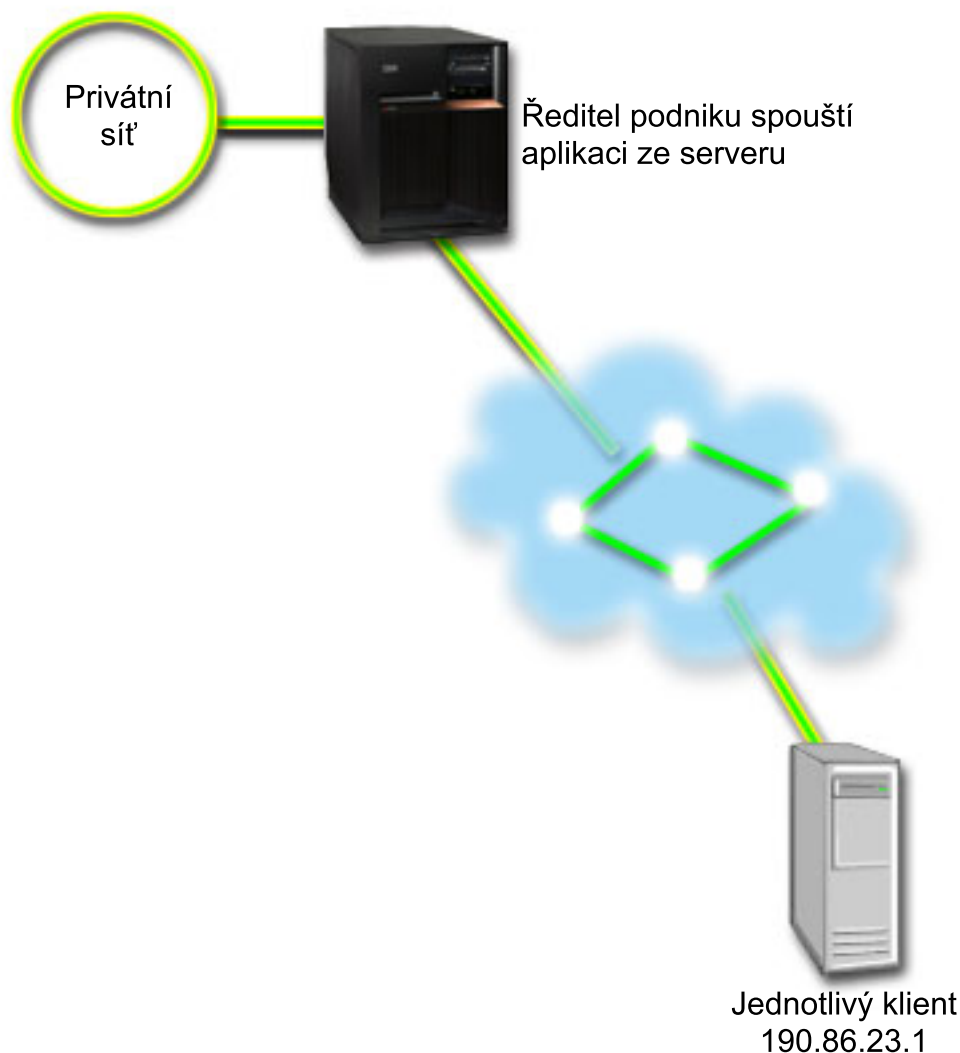 Privátní
síť
Ředitel podniku spouští
aplikaci ze serveru
Jednotlivý klient
190.86.23.1